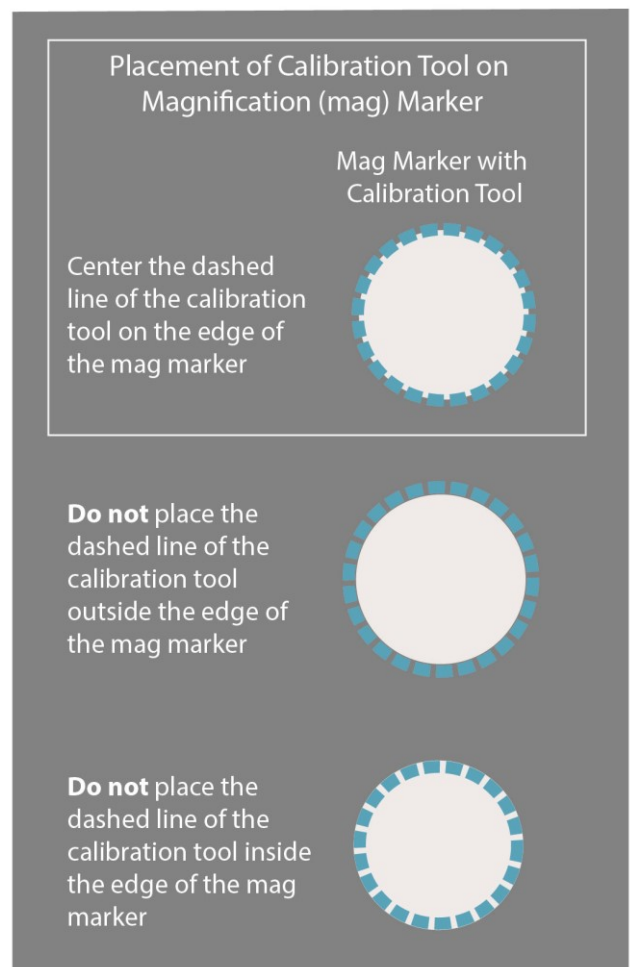 Placement of Calibration Tool on
Magnification (mag) Marker
Mag Marker with
Calibration Tool
Center the dashed
line of the calibration
tool on the edge of
the mag marker
Do not place the
dashed line of the
calibration tool
outside the edge of
the mag marker
Do not place the
dashed line of the
calibration tool inside
the edge of the mag
marker